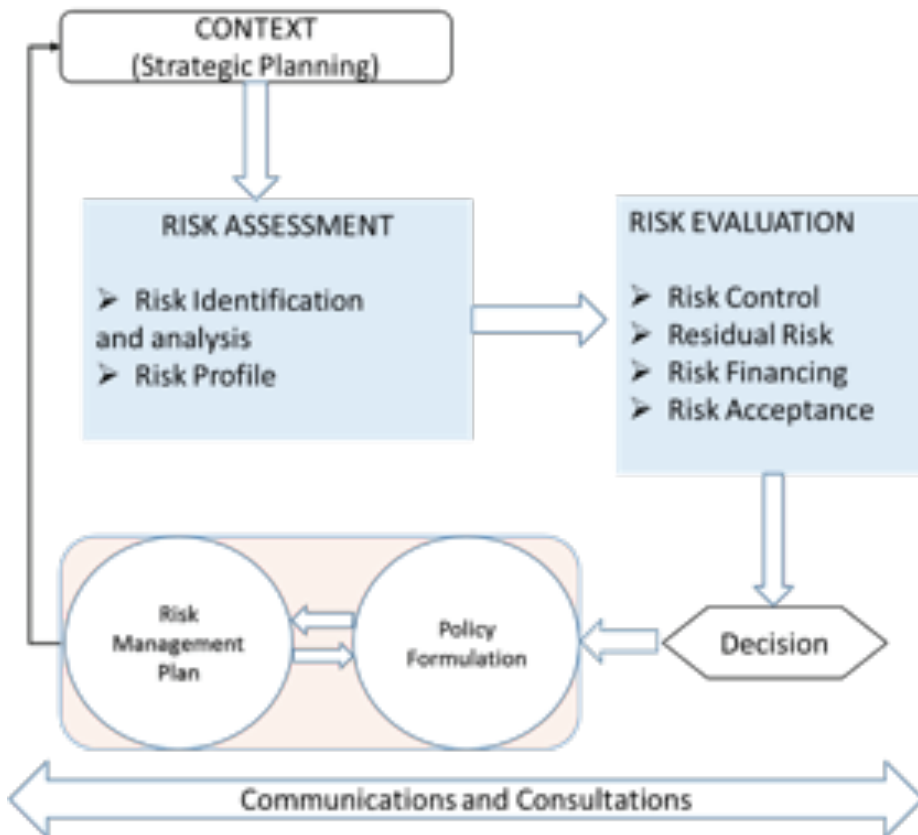 CONTEXT
(Strategic Planning)
RISK ASSESSMENT
➢ Risk Identification
and analysis
➢ Risk Profile
RISK EVALUATION
➢ Risk Control
➢ Residual Risk
➢ Risk Financing
➢ Risk Acceptance
Risk
Management
Plan
Policy
Formulation
Decision
Communications and Consultations